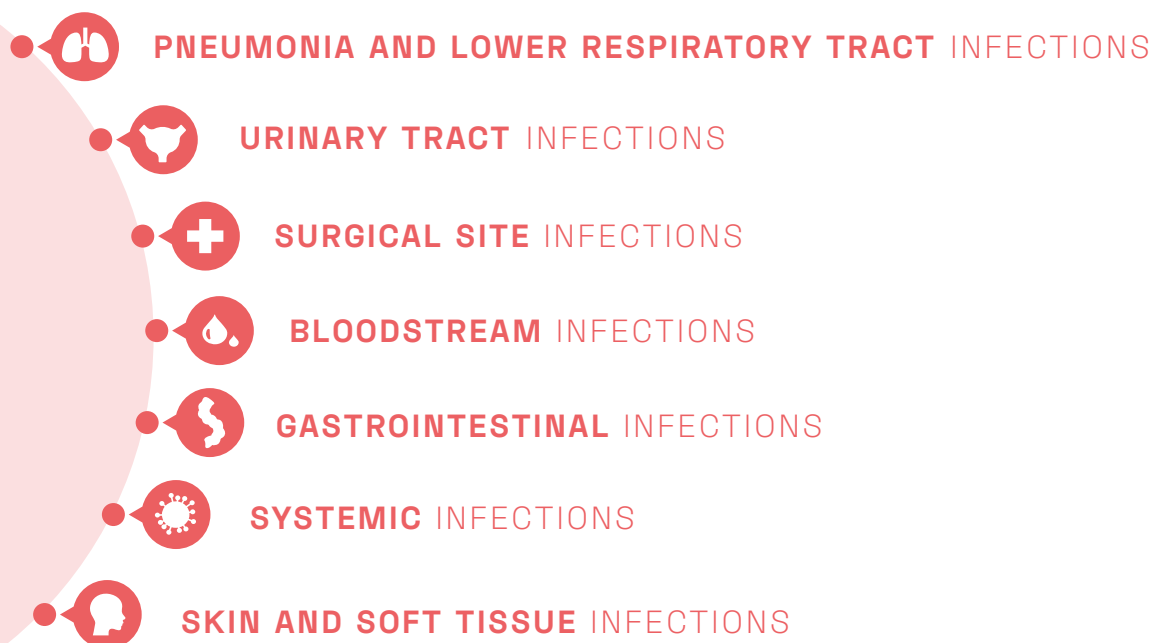 PNEUMONIA AND LOWER RESPIRATORY TRACT INFECTIONS
URINARY TRACT INFECTIONS
SURGICAL SITE INFECTIONS
BLOODSTREAM INFECTIONS
GASTROINTESTINAL INFECTIONS
SYSTEMIC INFECTIONS
SKIN AND SOFT TISSUE INFECTIONS